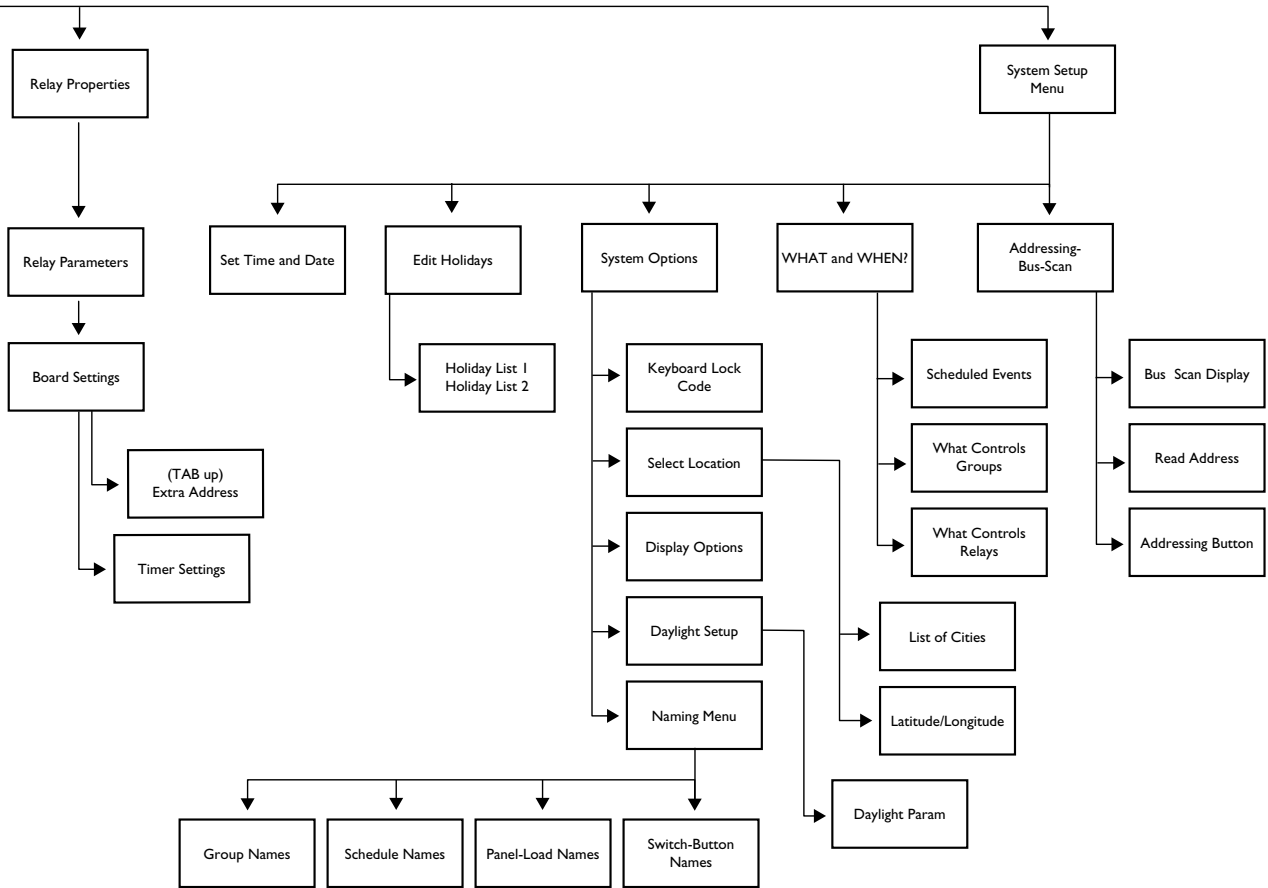 Relay Properties
System Setup
Menu
Relay Parameters
Set Time and Date
Edit Holidays
System Options
WHAT and WHEN?
Addressing-
Bus-Scan
Board Settings
Holiday List 1
Holiday List 2
Keyboard Lock
Code
Scheduled Events
Bus Scan Display
(TAB up)
Extra Address
Select Location
What Controls
Groups
Read Address
Timer Settings
Display Options
What Controls
Relays
Addressing Button
Daylight Setup
List of Cities
Naming Menu
Latitude/Longitude
Daylight Param
Group Names
Schedule Names
Panel-Load Names
Switch-Button
Names